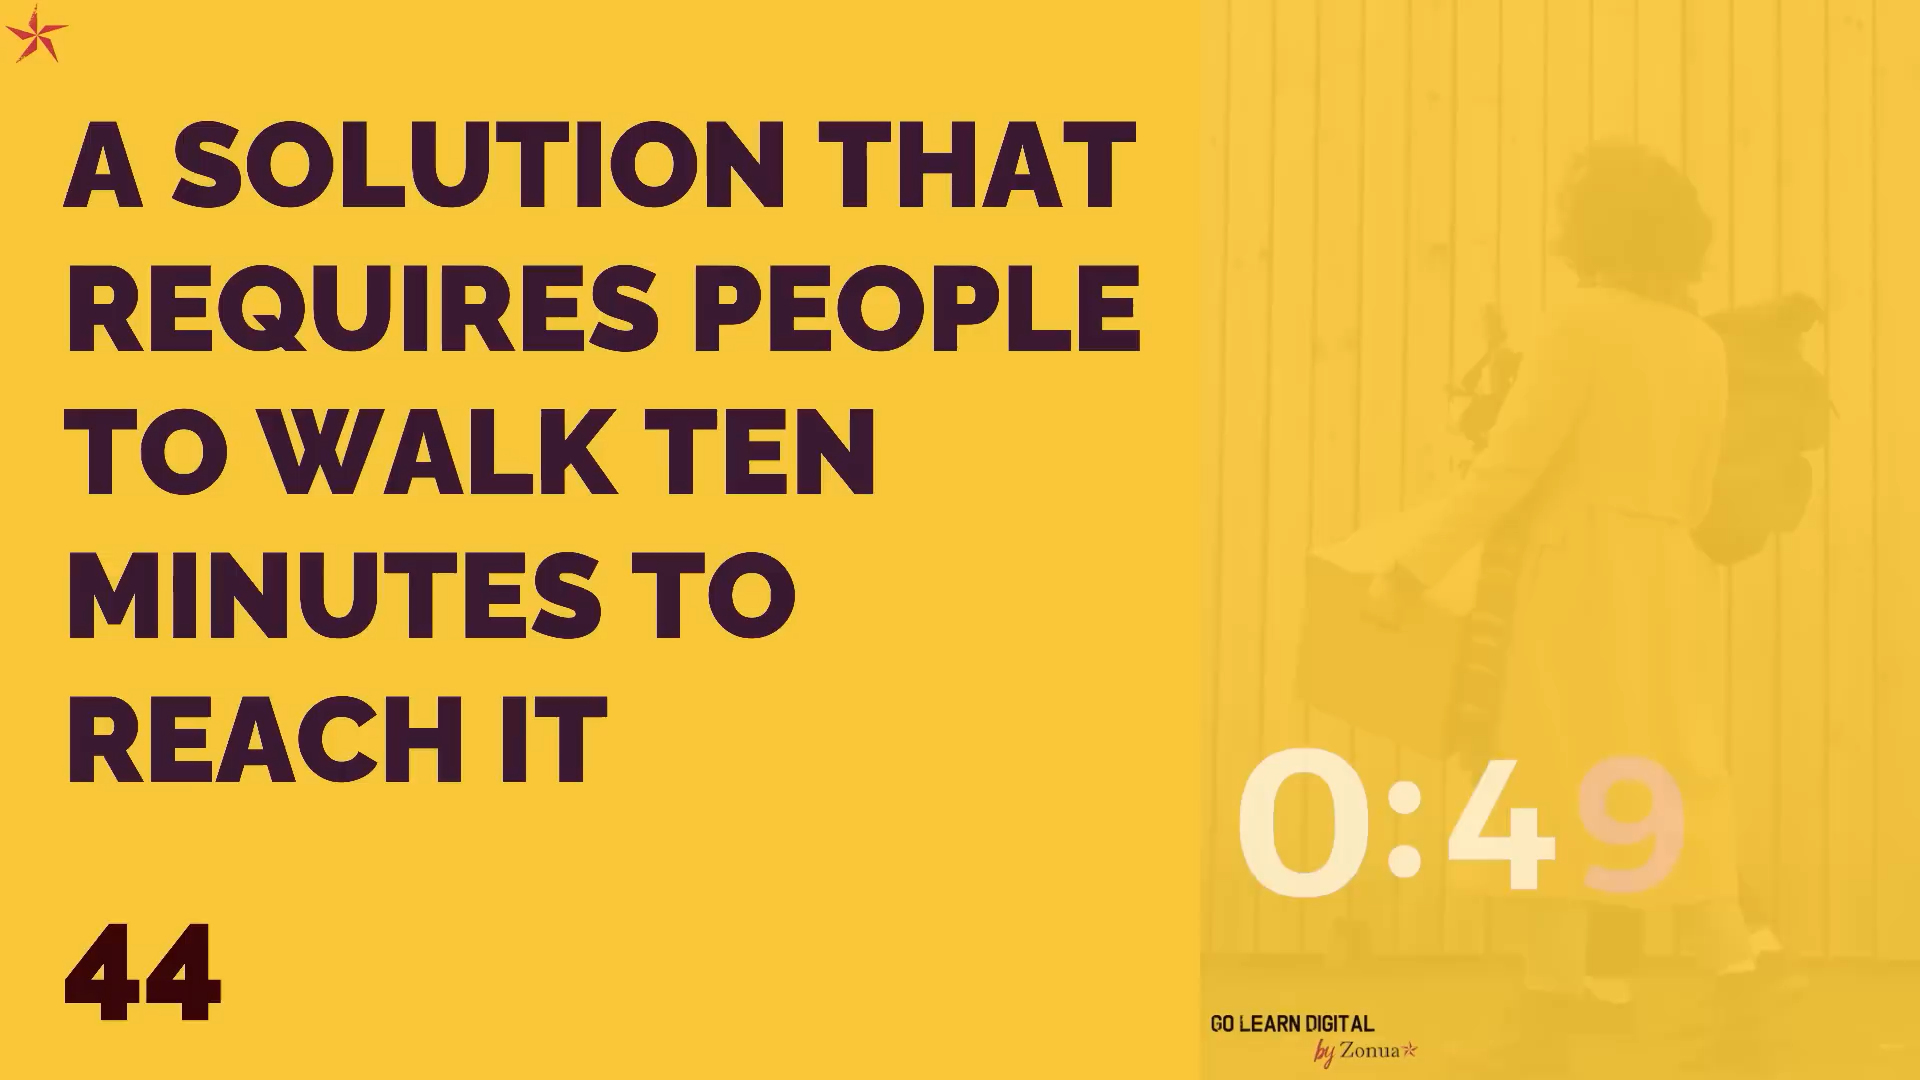 A SOLUTION THAT
REQUIRES PEOPLE
TO WALK TEN
MINUTES TO
REACH IT
44
0:49
GO LEARN DIGITAL
by Zonua